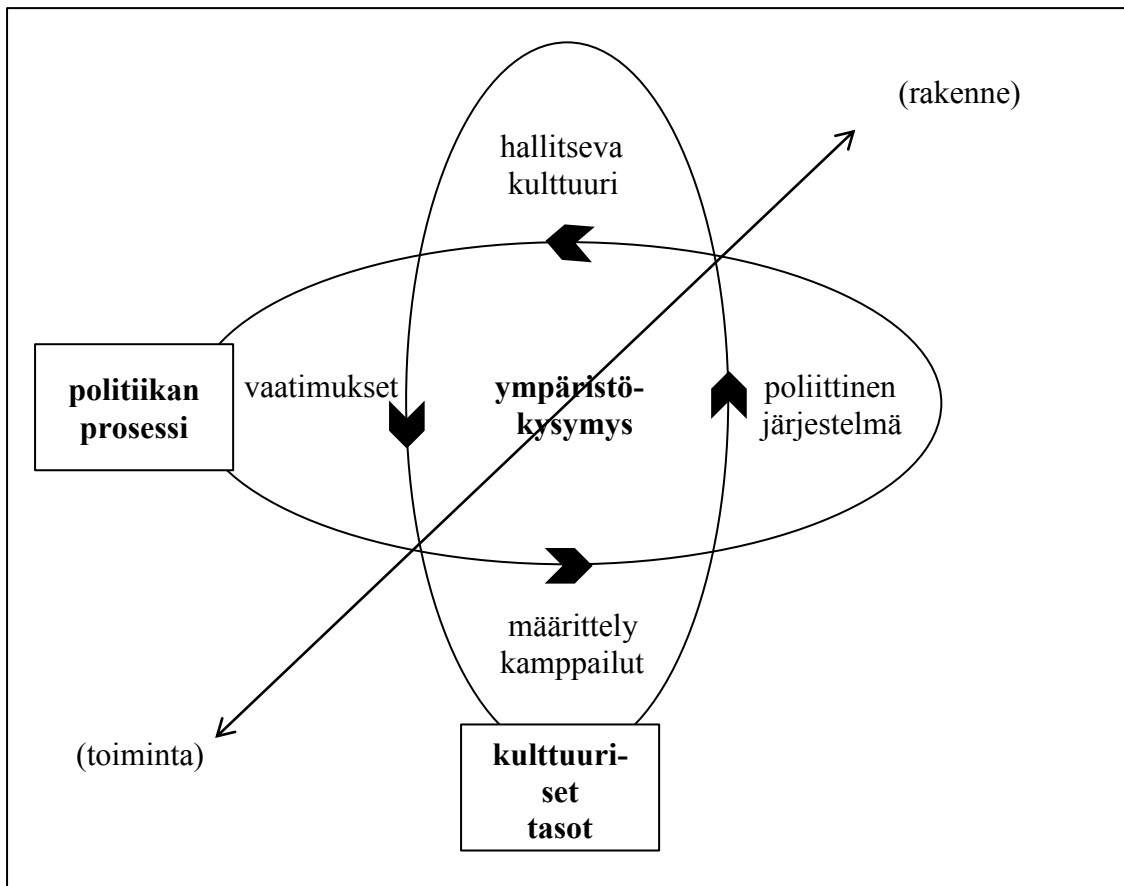 (rakenne)
hallitseva
kulttuuri
politiikan
prosessi
vaatimukset
ympäristö-
kysymys
poliittinen
järjestelmä
määrittely
kamppailut
(toiminta)
kulttuuri-
set
tasot